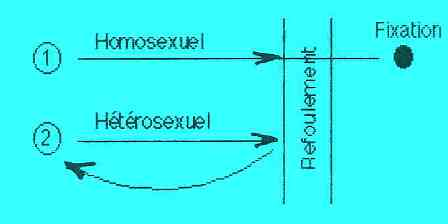 Fixation
1 Homosexuel
Refoulement
2 Hétérosexuel